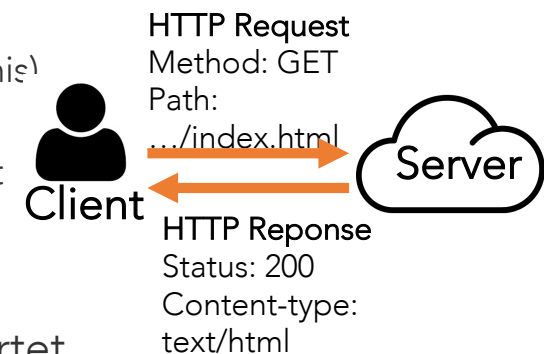 HTTP Request
Method: GET
Path:
…/index.html
Client
Server
HTTP Reponse
Status: 200
Content-type:
text/html